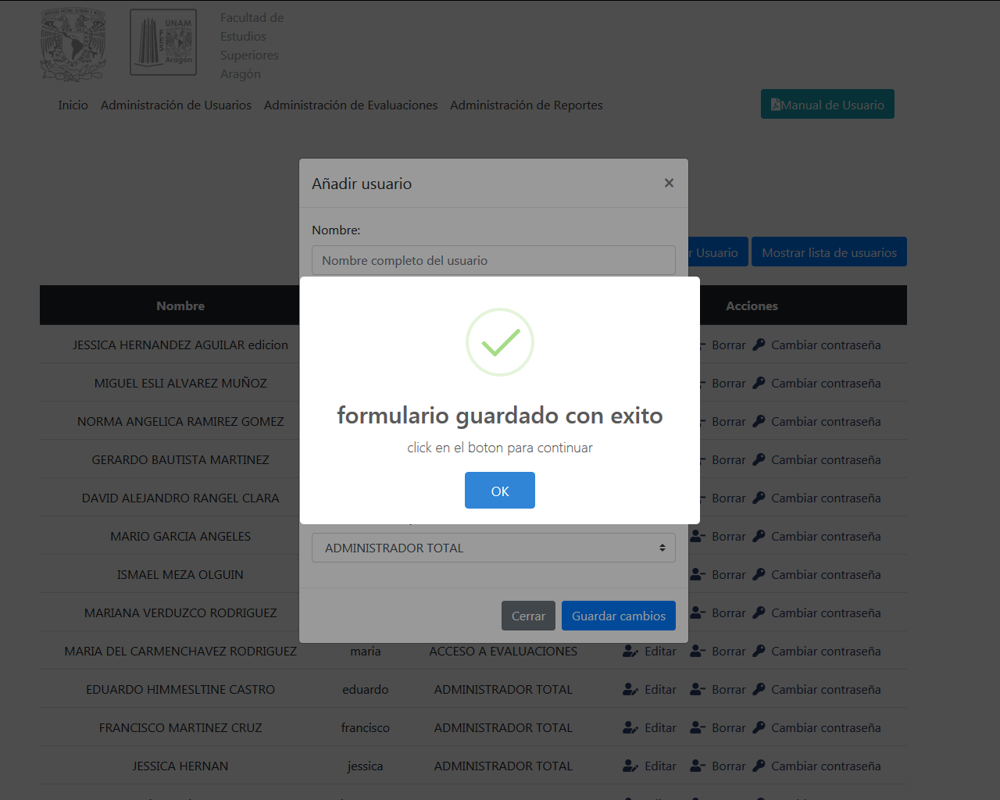 UNAM
FES
Aragón
Facultad de
Estudios
Superiores
Aragón
Inicio Administración de Usuarios Administración de Evaluaciones Administración de Reportes
Manual de Usuario
Añadir usuario ×
Nombre:
Nombre completo del usuario
Usuario Mostrar lista de usuarios
Nombre Acciones
JESSICA HERNANDEZ AGUILAR edicion Borrar Cambiar contraseña
MIGUEL ESLI ALVAREZ MUÑOZ Borrar Cambiar contraseña
NORMA ANGELICA RAMIREZ GOMEZ Borrar Cambiar contraseña
GERARDO BAUTISTA MARTINEZ Borrar Cambiar contraseña
DAVID ALEJANDRO RANGEL CLARA Borrar Cambiar contraseña
formulario guardado con exito
click en el boton para continuar
OK
MARIO GARCIA ANGELES Borrar Cambiar contraseña
ADMINISTRADOR TOTAL
ISMAEL MEZA OLGUIN Borrar Cambiar contraseña
MARIANA VERDUZCO RODRIGUEZ Borrar Cambiar contraseña
Cerrar Guardar cambios
MARIA DEL CARMENCHAVEZ RODRIGUEZ maria ACCESO A EVALUACIONES Editar Borrar Cambiar contraseña
EDUARDO HIMMESLTINE CASTRO eduardo ADMINISTRADOR TOTAL Editar Borrar Cambiar contraseña
FRANCISCO MARTINEZ CRUZ francisco ADMINISTRADOR TOTAL Editar Borrar Cambiar contraseña
JESSICA HERNAN jessica ADMINISTRADOR TOTAL Editar Borrar Cambiar contraseña